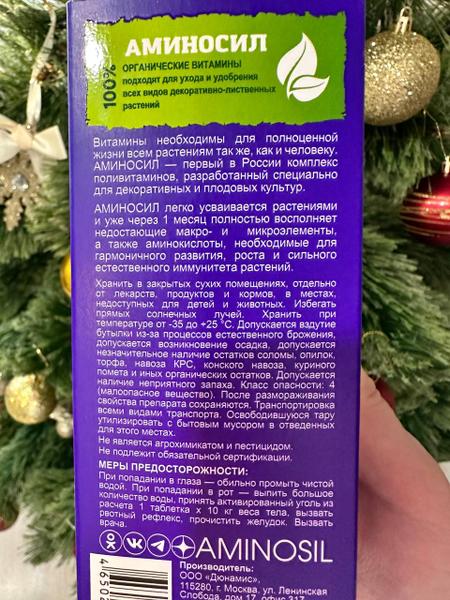 АМИНОСИЛ
100%
ОРГАНИЧЕСКИЕ ВИТАМИНЫ
подходят для ухода и удобрения
всех видов декоративно-лиственных
растений
Витамины необходимы для полноценной
жизни всем растениям так же, как и человеку.
АМИНОСИЛ — первый в России комплекс
поливитаминов, разработанный специально
для декоративных и плодовых культур.
АМИНОСИЛ легко усваивается растениями
и уже через 1 месяц полностью восполняет
недостающие макро- и микроэлементы,
а также аминокислоты, необходимые для
гармоничного развития, роста и сильного
естественного иммунитета растений.
Хранить в закрытых сухих помещениях, отдельно
от лекарств, продуктов и кормов, в местах,
недоступных для детей и животных. Избегать
прямых солнечных лучей. Хранить при
температуре от -35 до +25 °С. Допускается вздутие
бутылки из-за процессов естественного брожения,
допускается возникновение осадка, допускается
незначительное наличие остатков соломы, опилок,
торфа, навоза КРС, конского навоза, куриного
помета и иных органических остатков. Допускается
наличие неприятного запаха. Класс опасности: 4
(малоопасное вещество). После размораживания
свойства препарата сохраняются. Транспортировка
всеми видами транспорта. Освободившуюся тару
утилизировать с бытовым мусором в отведенных
для этого местах.
Не является агрохимикатом и пестицидом.
Не подлежит обязательной сертификации.
МЕРЫ ПРЕДОСТОРОЖНОСТИ:
При попадании в глаза — обильно промыть чистой
водой. При попадании в рот — выпить большое
количество воды, принять активированный уголь из
расчета 1 таблетка х 10 кг веса тела, вызвать
рвотный рефлекс, прочистить желудок. Вызвать
врача.
AMINOSIL
Производитель:
ООО «Дюнамис»,
115280, г. Москва, ул. Ленинская
Слобода, дом 19, офис 317